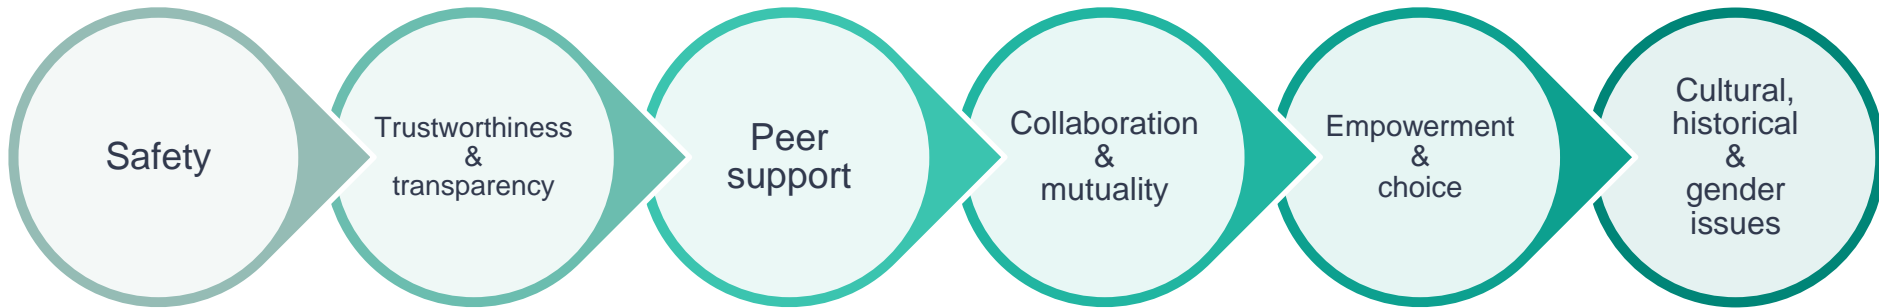 Safety
Trustworthiness
&
transparency
Peer
support
Collaboration
&
mutuality
Empowerment
&
choice
Cultural,
historical
&
gender
issues